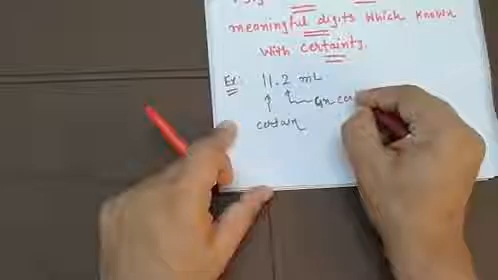 meaningful digits which known
with certainty.
Ex: 11.2 mL
certain